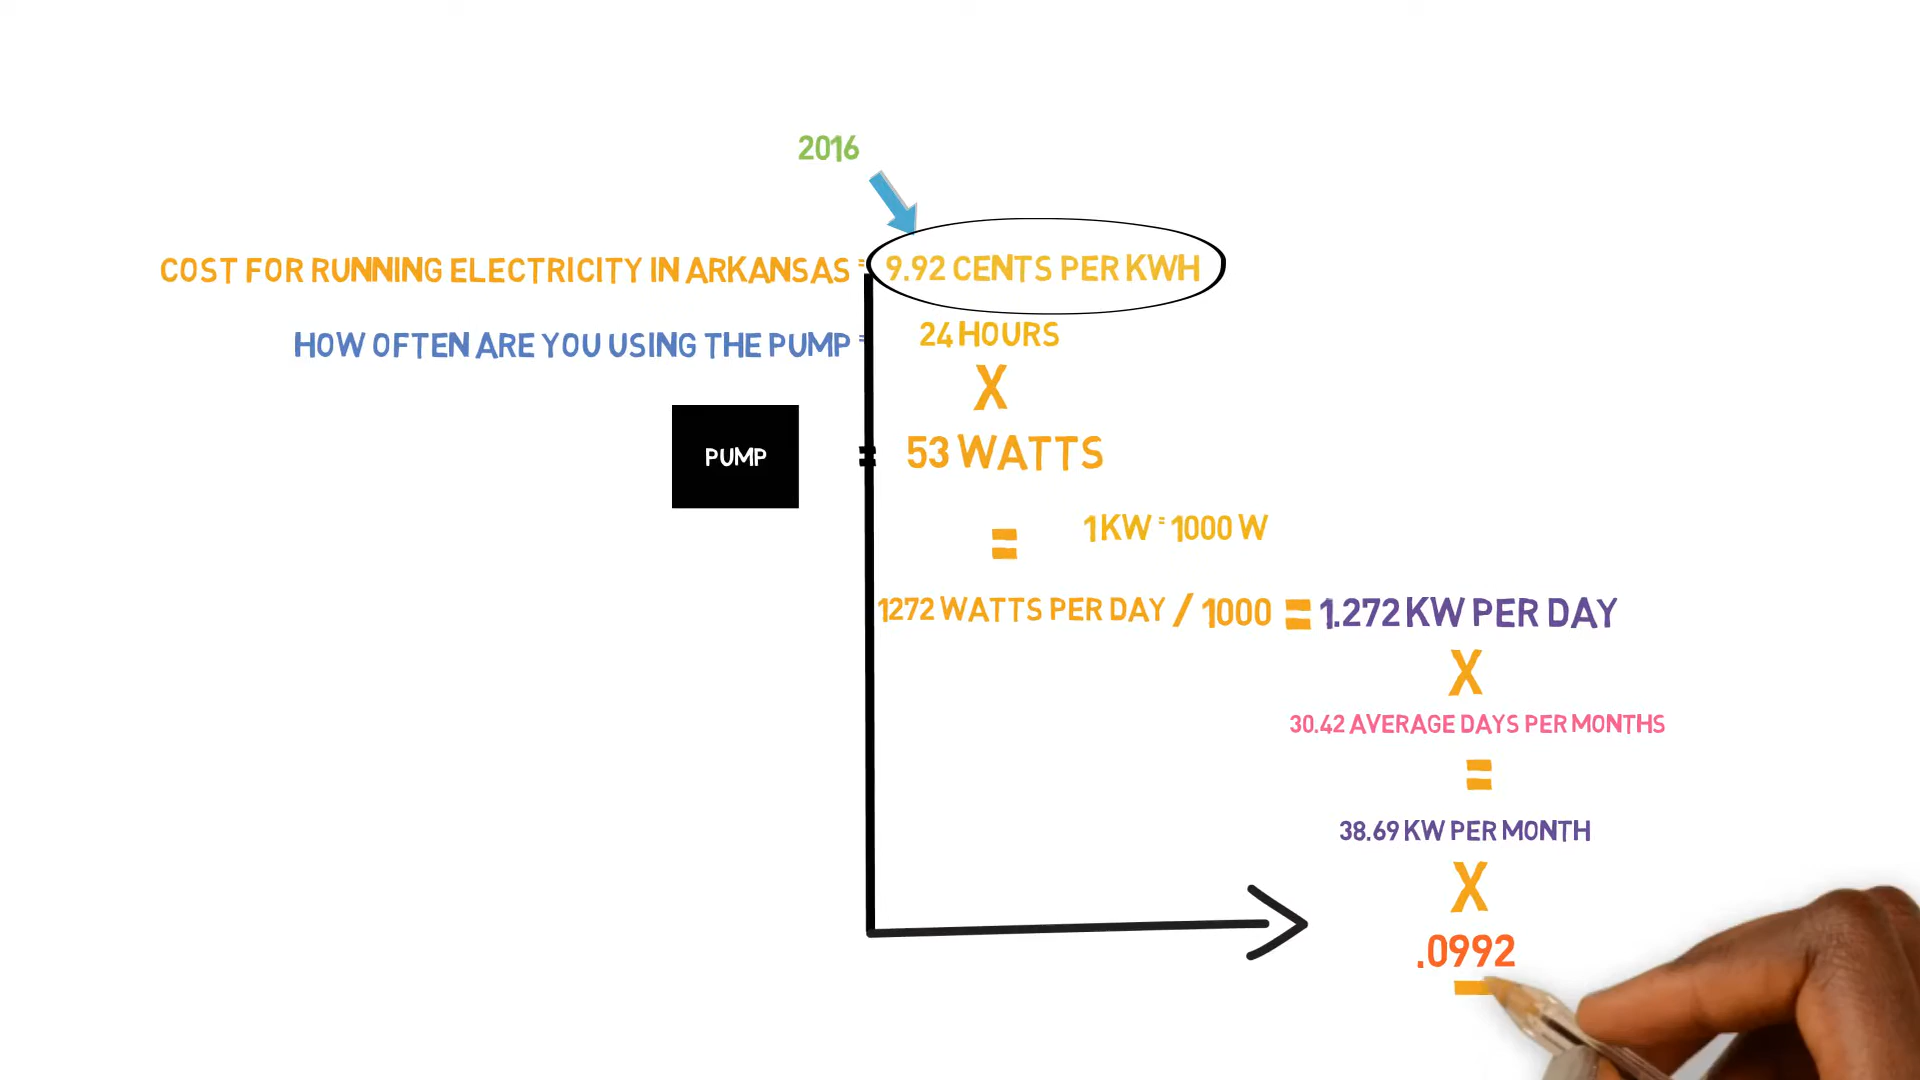 2016
COST FOR RUNNING ELECTRICITY IN ARKANSAS = 9.92 CENTS PER KWH
HOW OFTEN ARE YOU USING THE PUMP = 24 HOURS
X
PUMP = 53 WATTS
= 1 KW = 1000 W
1272 WATTS PER DAY / 1000 = 1.272 KW PER DAY
X
30.42 AVERAGE DAYS PER MONTHS
=
38.69 KW PER MONTH
X
.0992